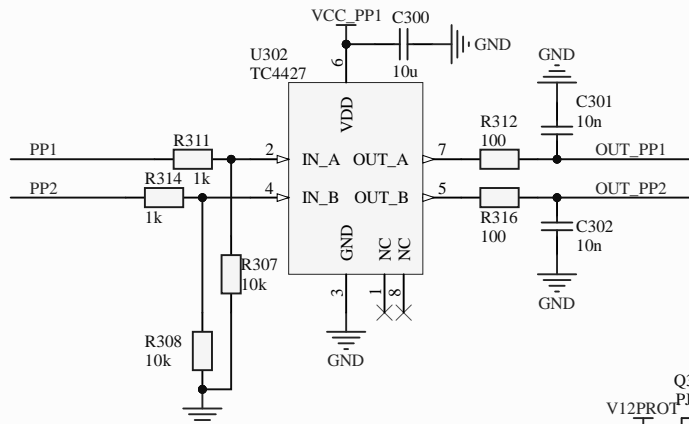 VCC_PP1
C300
GND
10u
U302
TC4427
6
VDD
GND
C301
10n
R312
100
PP1
R311
1k
2
IN_A
OUT_A
7
OUT_PP1
PP2
R314
1k
4
IN_B
OUT_B
5
OUT_PP2
R316
100
C302
10n
GND
GND
NC
NC
3
1
8
R307
10k
R308
10k
GND
Q3
PJ
V12PROT